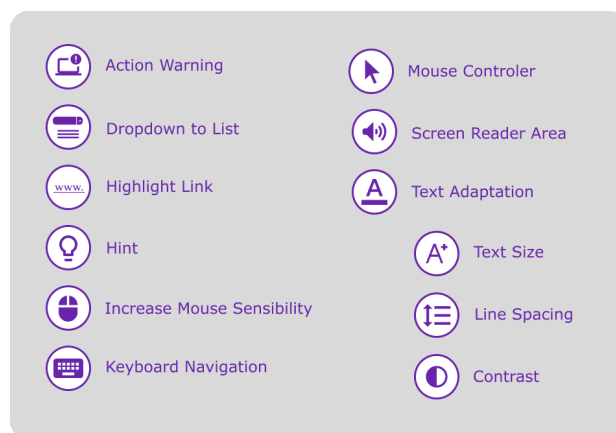 Action Warning
Dropdown to List
www.
Highlight Link
Hint
Increase Mouse Sensibility
Keyboard Navigation
Mouse Controler
Screen Reader Area
A
Text Adaptation
A+
Text Size
Line Spacing
Contrast